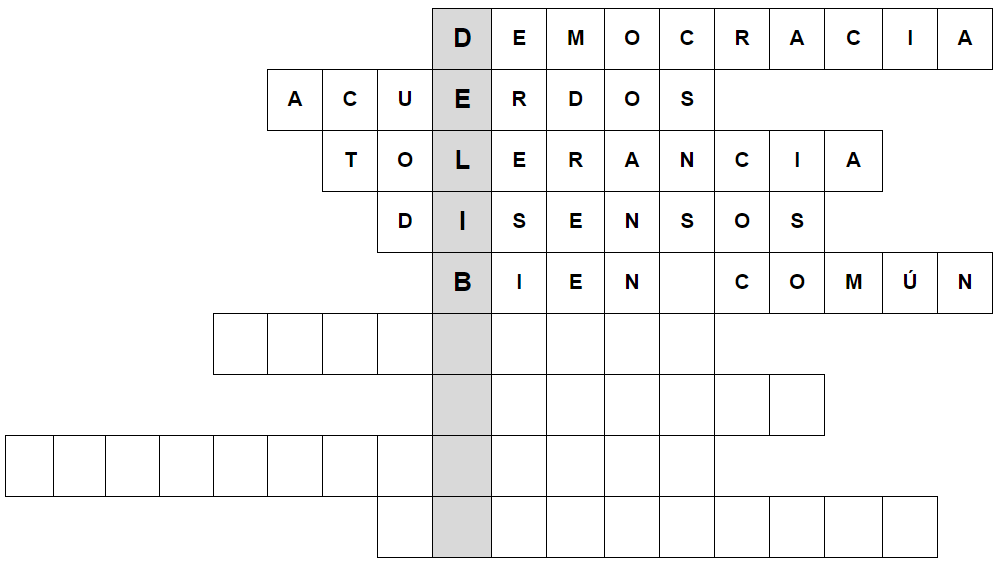 DEMOCRACIA
ACUERDOS
TOLERANCIA
DISENSOS
BIEN COMÚN